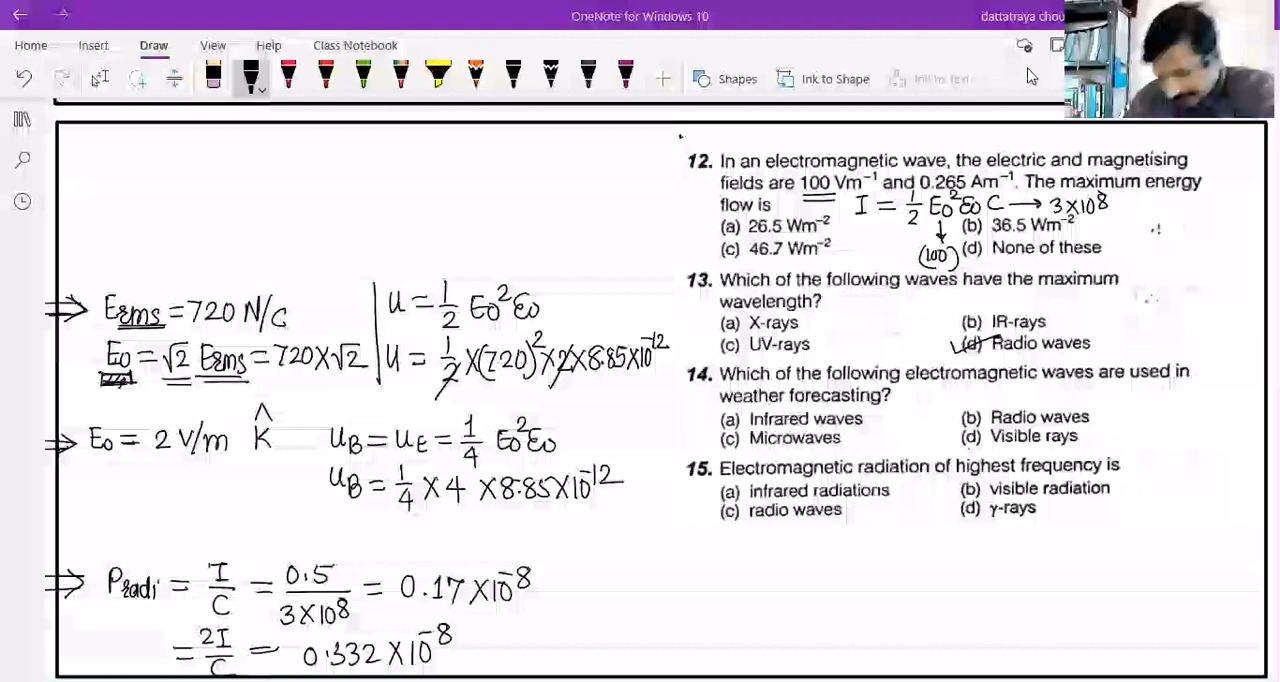 OneNote for Windows 10
dattatraya chou
Home Insert Draw View Help Class Notebook
Shapes Ink to Shape Ink to Text
⇒ Erms = 720 N/C
E0 = √2 Erms = 720×√2
u = 1/2 E0² ε0
u = 1/2 × (720)² × 2 × 8.85×10⁻¹²
⇒ E0 = 2 V/m k̂
uB = uE = 1/4 E0² ε0
uB = 1/4 × 4 × 8.85×10⁻¹²
⇒ Pradi = I/C = 0.5/3×10⁸ = 0.17×10⁻⁸
= 2I/C = 0.332×10⁻⁸
12. In an electromagnetic wave, the electric and magnetising
fields are 100 Vm⁻¹ and 0.265 Am⁻¹. The maximum energy
flow is I = 1/2 E0² ε0 C → 3×10⁸
(a) 26.5 Wm⁻² (b) 36.5 Wm⁻²
(c) 46.7 Wm⁻² (100) (d) None of these
13. Which of the following waves have the maximum
wavelength?
(a) X-rays (b) IR-rays
(c) UV-rays (d) Radio waves
14. Which of the following electromagnetic waves are used in
weather forecasting?
(a) Infrared waves (b) Radio waves
(c) Microwaves (d) Visible rays
15. Electromagnetic radiation of highest frequency is
(a) infrared radiations (b) visible radiation
(c) radio waves (d) γ-rays